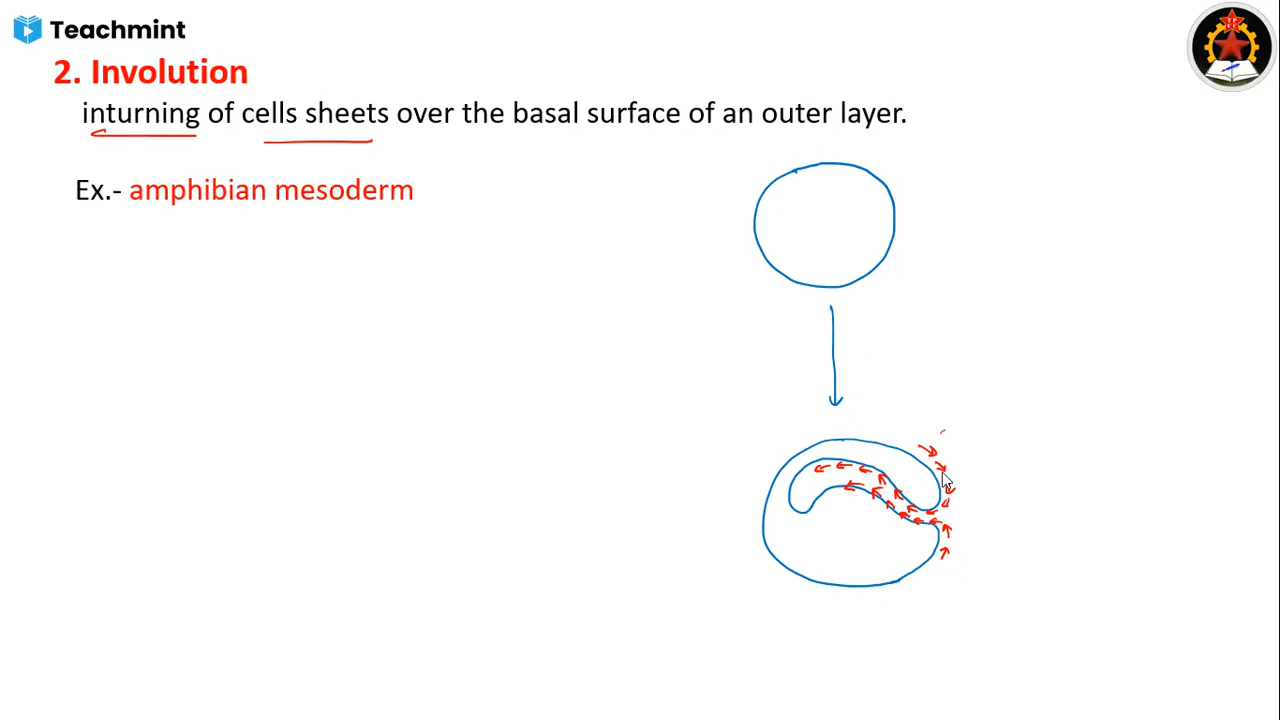 Teachmint
2. Involution
inturning of cells sheets over the basal surface of an outer layer.
Ex.- amphibian mesoderm